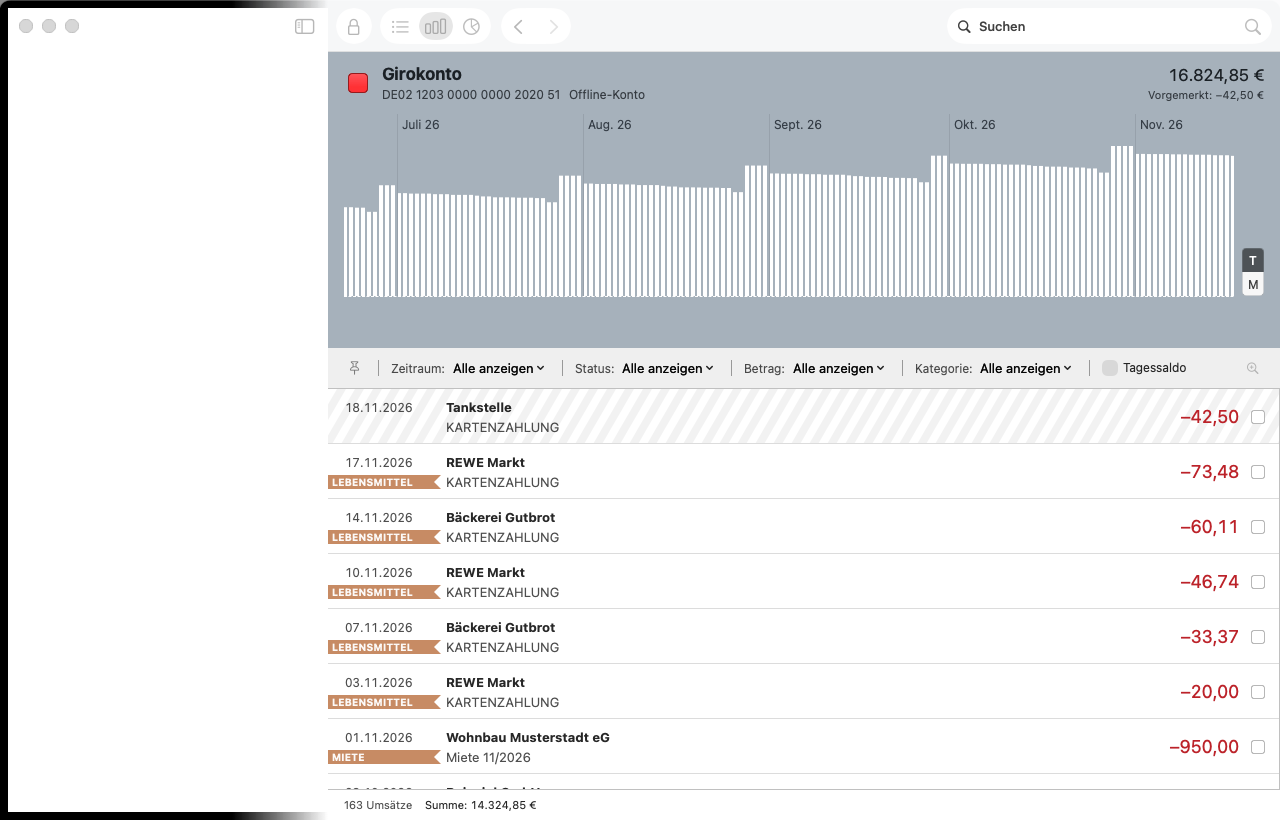 Suchen
Girokonto
16.824,85 €
DE02 1203 0000 0000 2020 51 Offline-Konto
Vorgemerkt: −42,50 €
Juli 26
Aug. 26
Sept. 26
Okt. 26
Nov. 26
T
M
Zeitraum: Alle anzeigen
Status: Alle anzeigen
Betrag: Alle anzeigen
Kategorie: Alle anzeigen
Tagessaldo
18.11.2026 Tankstelle
KARTENZAHLUNG
−42,50
17.11.2026 REWE Markt
LEBENSMITTEL KARTENZAHLUNG
−73,48
14.11.2026 Bäckerei Gutbrot
LEBENSMITTEL KARTENZAHLUNG
−60,11
10.11.2026 REWE Markt
LEBENSMITTEL KARTENZAHLUNG
−46,74
07.11.2026 Bäckerei Gutbrot
LEBENSMITTEL KARTENZAHLUNG
−33,37
03.11.2026 REWE Markt
LEBENSMITTEL KARTENZAHLUNG
−20,00
01.11.2026 Wohnbau Musterstadt eG
MIETE Miete 11/2026
−950,00
163 Umsätze Summe: 14.324,85 €